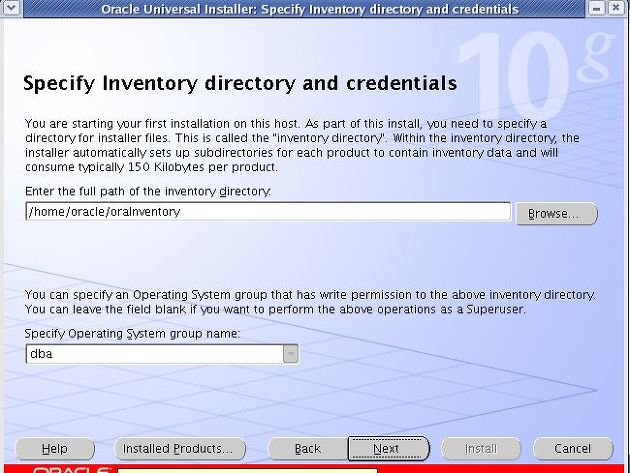 Oracle Universal Installer: Specify Inventory directory and credentials
10g
Specify Inventory directory and credentials
You are starting your first installation on this host. As part of this install, you need to specify a
directory for installer files. This is called the "inventory directory". Within the inventory directory, the
installer automatically sets up subdirectories for each product to contain inventory data and will
consume typically 150 Kilobytes per product.
Enter the full path of the inventory directory:
/home/oracle/oraInventory
Browse...
You can specify an Operating System group that has write permission to the above inventory directory.
You can leave the field blank if you want to perform the above operations as a Superuser.
Specify Operating System group name:
dba
Help Installed Products... Back Next Install Cancel
ORACLE